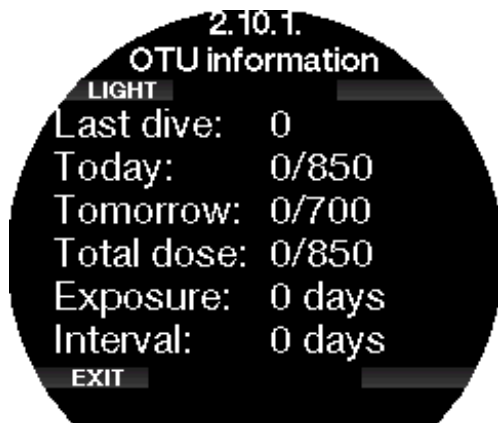 2.10.1.
OTU information
LIGHT
Last dive: 0
Today: 0/850
Tomorrow: 0/700
Total dose: 0/850
Exposure: 0 days
Interval: 0 days
EXIT